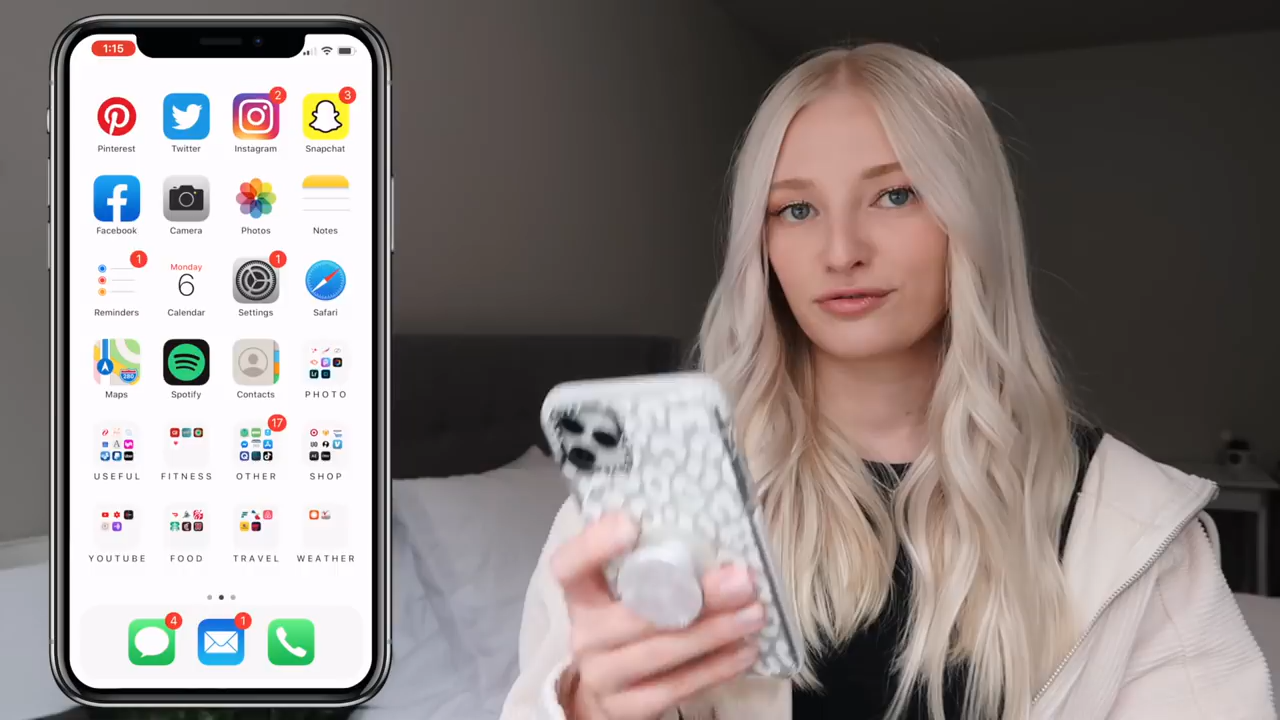 1:15
2
3
Pinterest Twitter Instagram Snapchat
Facebook Camera Photos Notes
1 Monday 1
6
Reminders Calendar Settings Safari
280
Maps Spotify Contacts PHOTO
17
USEFUL FITNESS OTHER SHOP
YOUTUBE FOOD TRAVEL WEATHER
4 1